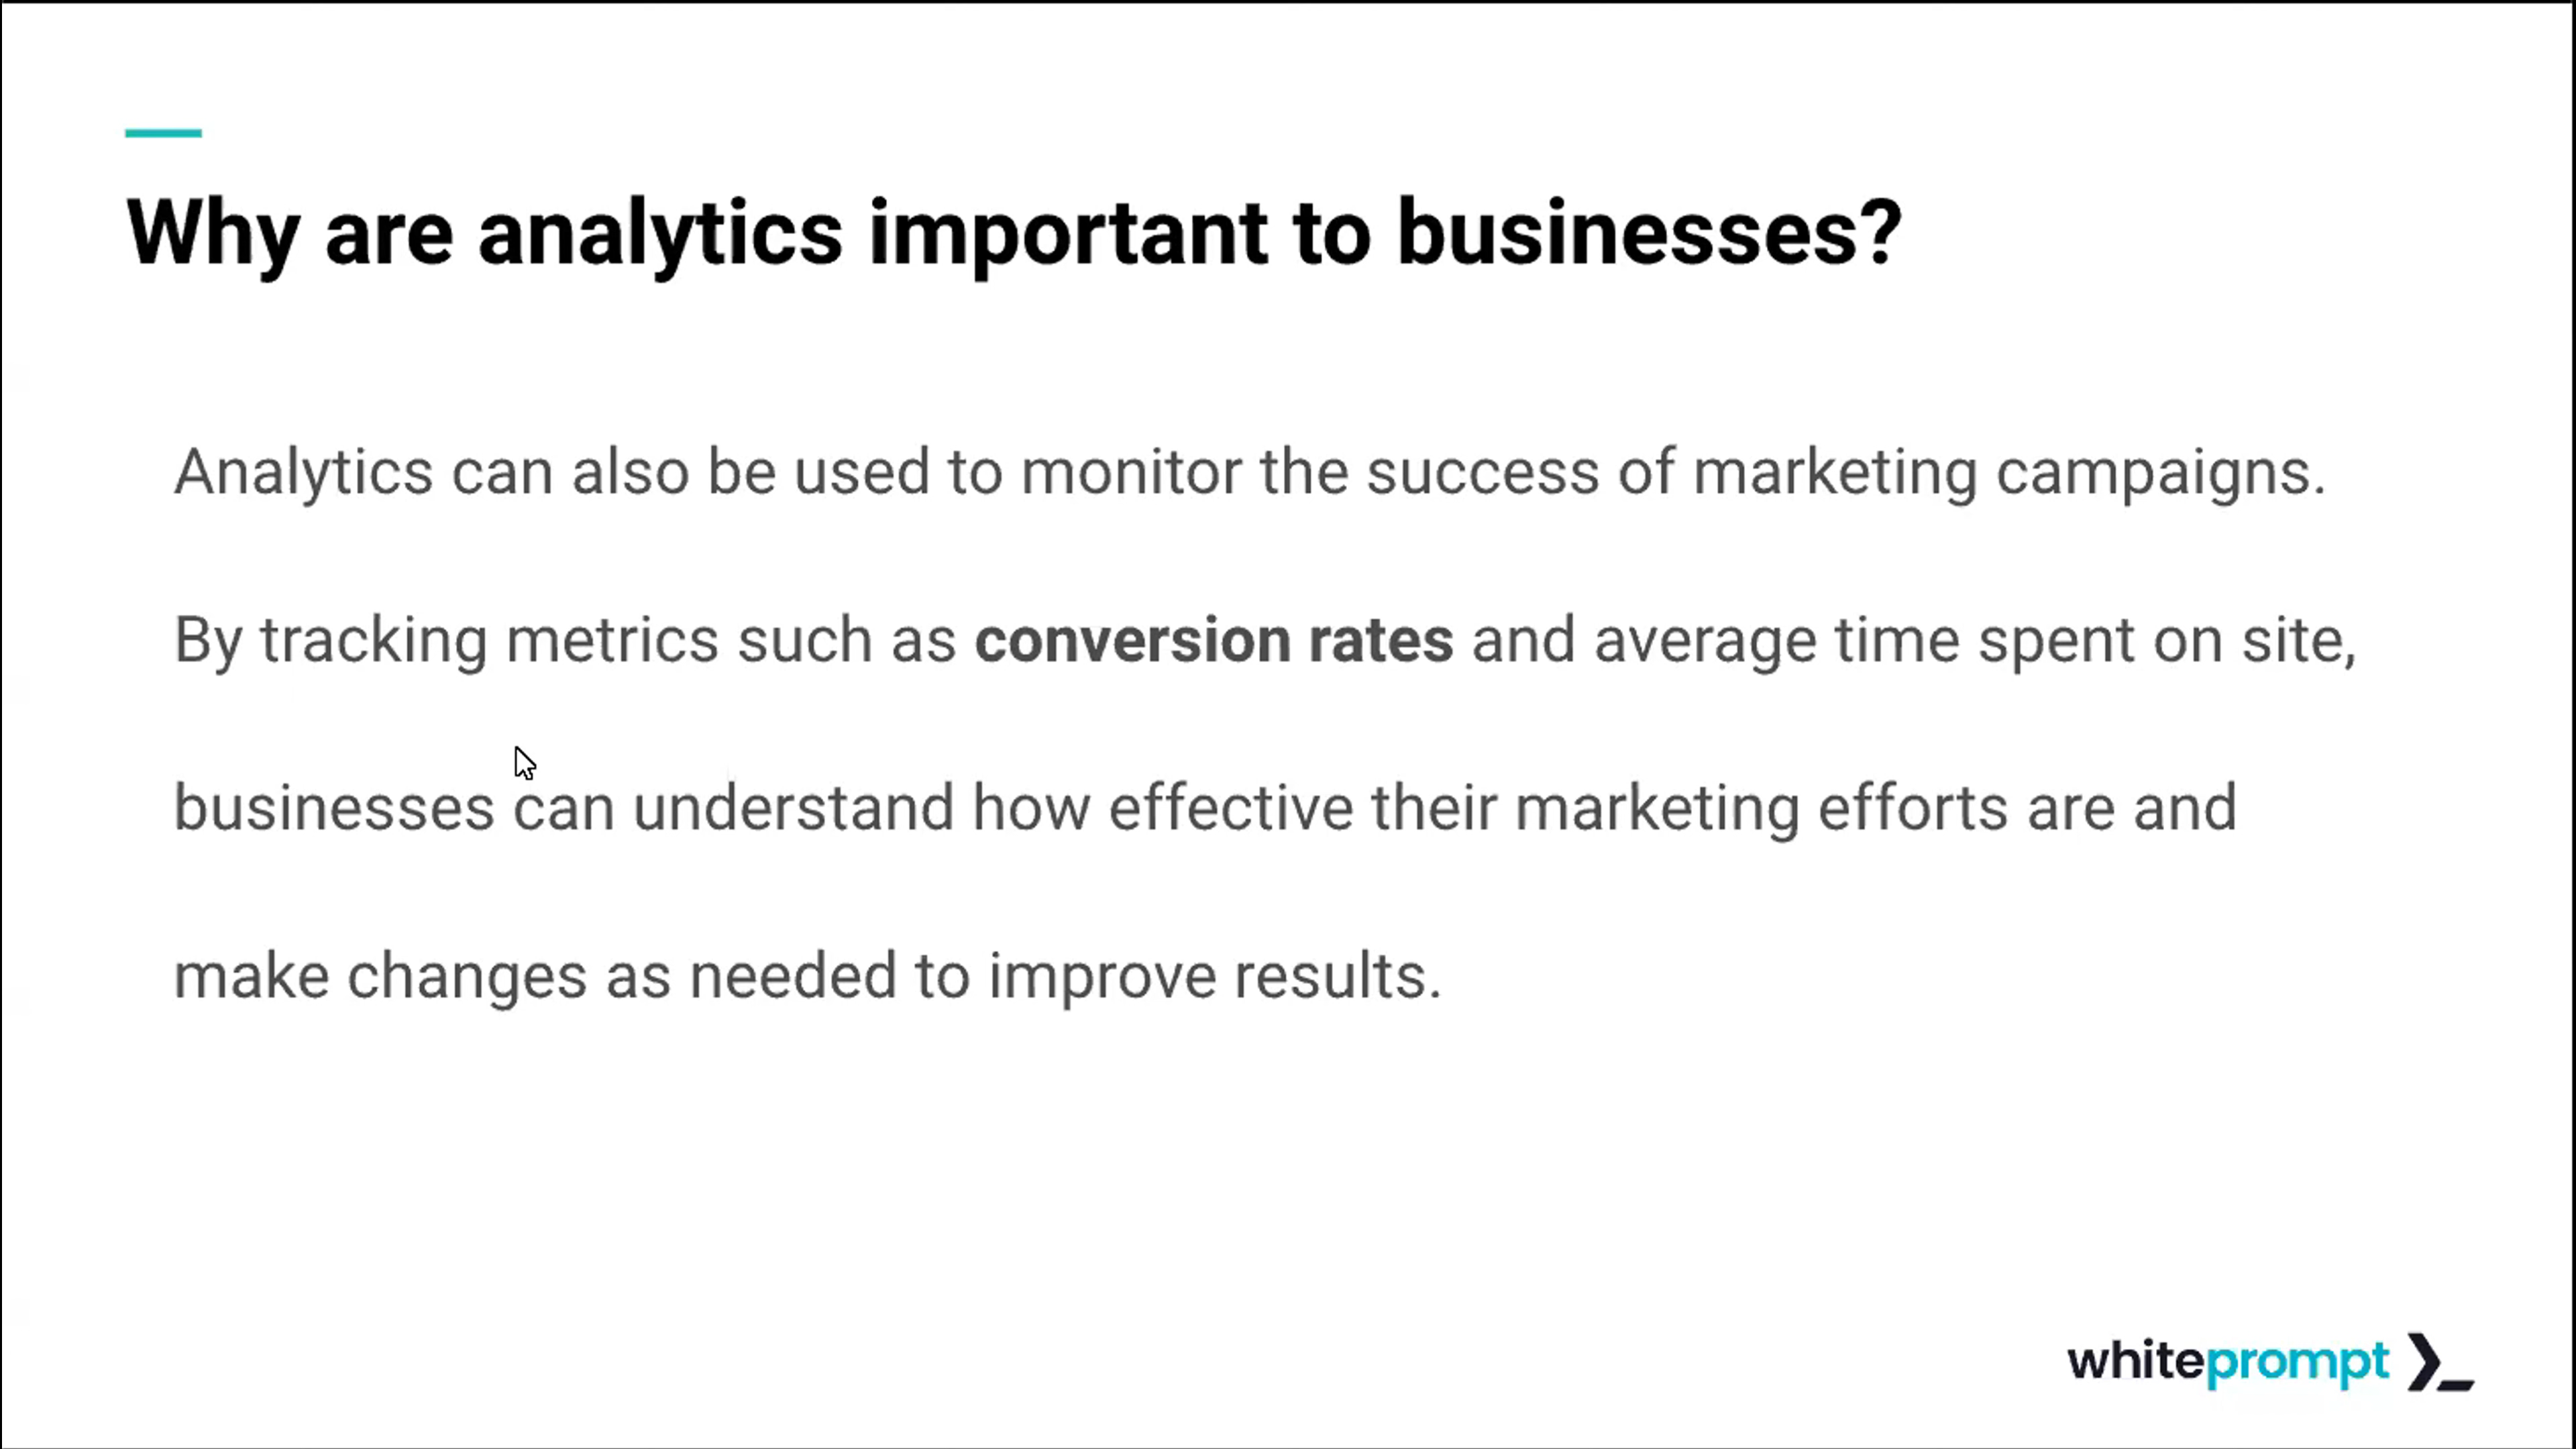 Why are analytics important to businesses?
Analytics can also be used to monitor the success of marketing campaigns.
By tracking metrics such as conversion rates and average time spent on site,
businesses can understand how effective their marketing efforts are and
make changes as needed to improve results.
whiteprompt